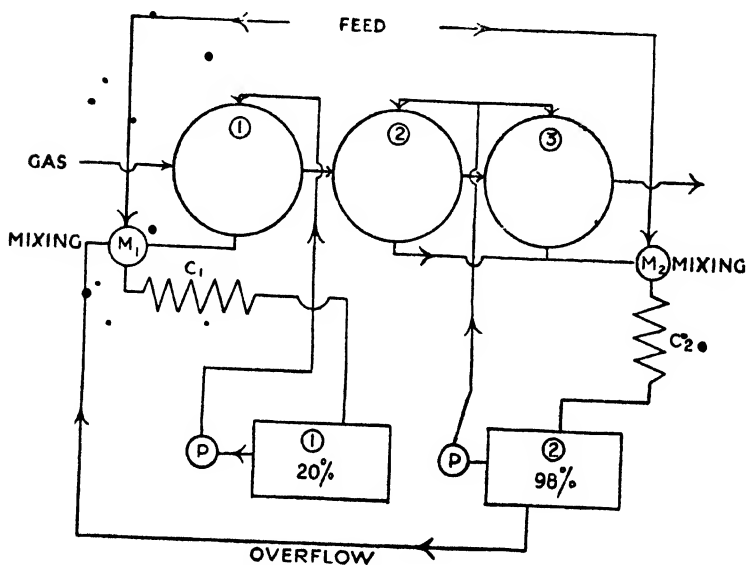 FEED
① ② ③
GAS
MIXING M₁
M₂ MIXING
C₁
C₂
① 20%
② 98%
P
P
OVERFLOW